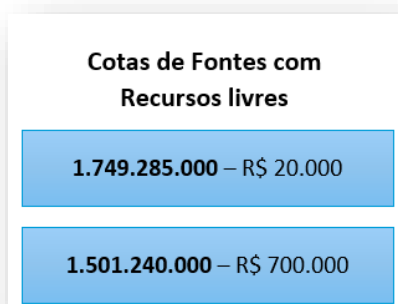 Cotas de Fontes com
Recursos livres
1.749.285.000 – R$ 20.000
1.501.240.000 – R$ 700.000